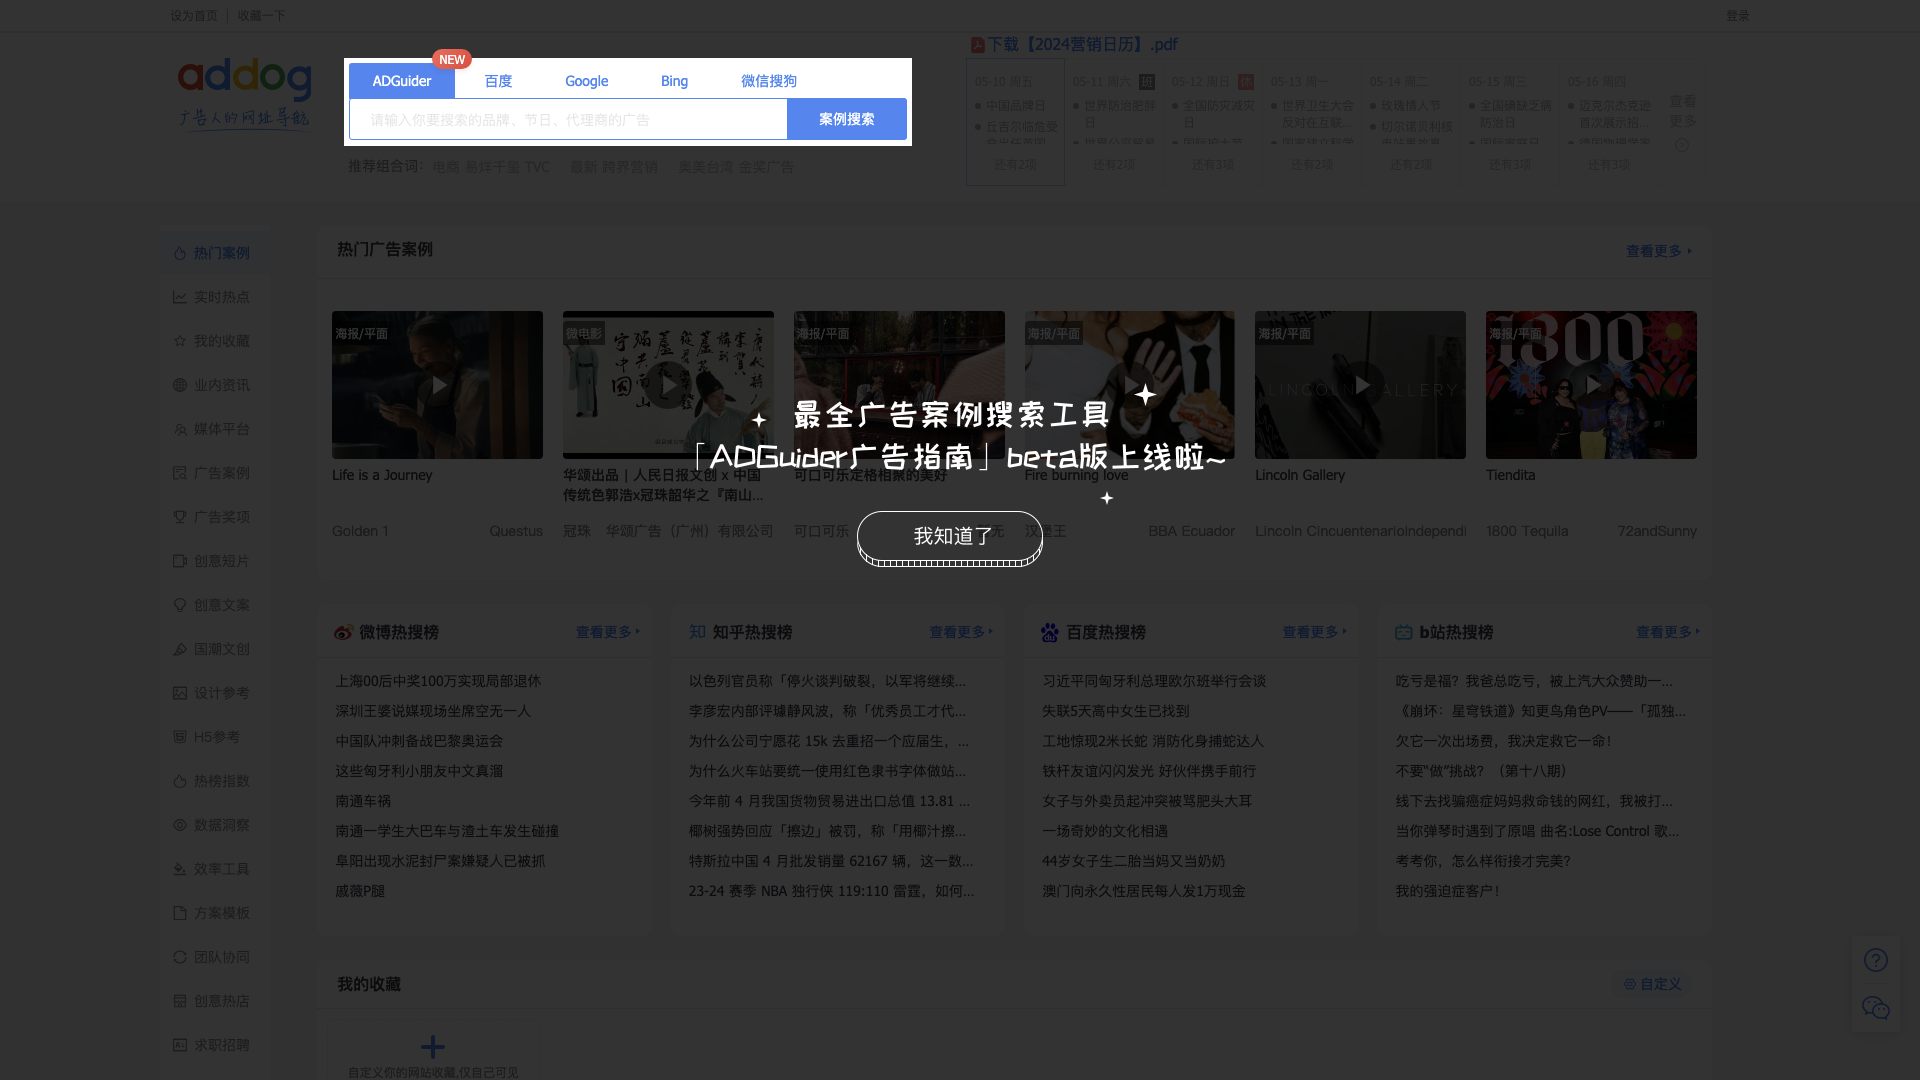 设为首页
收藏一下
登录
addog
广告人的网址导航
NEW
ADGuider
百度
Google
Bing
微信搜狗
请输入你要搜索的品牌、节日、代理商的广告
案例搜索
推荐组合词：
电商 易烊千玺 TVC
最新 跨界营销
奥美台湾 金奖广告
下载【2024营销日历】.pdf
05-10 周五
中国品牌日
丘吉尔临危受
还有2项
05-11 周六 班
世界防治肥胖
日
还有2项
05-12 周日 休
全国防灾减灾
日
还有3项
05-13 周一
世界卫生大会
反对在互联...
还有2项
05-14 周二
玫瑰情人节
切尔诺贝利核
还有2项
05-15 周三
全国碘缺乏病
防治日
还有3项
05-16 周四
迈克尔杰克逊
首次展示招...
还有3项
查看
更多
热门案例
实时热点
我的收藏
业内资讯
媒体平台
广告案例
广告奖项
创意短片
创意文案
国潮文创
设计参考
H5参考
热榜指数
数据洞察
效率工具
方案模板
团队协同
创意热店
求职招聘
热门广告案例
查看更多
海报/平面
Life is a Journey
Golden 1
Questus
微电影
华颂出品 | 人民日报文创 x 中国
传统色郭浩x冠珠韶华之『南山...
冠珠
华颂广告（广州）有限公司
海报/平面
可口可乐定格相聚的美好
可口可乐
暂无
海报/平面
Fire burning love
汉堡王
BBA Ecuador
海报/平面
LINCOLN GALLERY
Lincoln Gallery
Lincoln Cincuentenario
Independi
海报/平面
1800
Tiendita
1800 Tequila
72andSunny
最全广告案例搜索工具
「ADGuider广告指南」beta版上线啦~
我知道了
微博热搜榜
查看更多
上海00后中奖100万实现局部退休
深圳王婆说媒现场坐席空无一人
中国队冲刺备战巴黎奥运会
这些匈牙利小朋友中文真溜
南通车祸
南通一学生大巴车与渣土车发生碰撞
阜阳出现水泥封尸案嫌疑人已被抓
戚薇P腿
知 知乎热搜榜
查看更多
以色列官员称「停火谈判破裂，以军将继续...
李彦宏内部评璩静风波，称「优秀员工才代...
为什么公司宁愿花 15k 去重招一个应届生，...
为什么火车站要统一使用红色隶书字体做站...
今年前 4 月我国货物贸易进出口总值 13.81 ...
椰树强势回应「擦边」被罚，称「用椰汁擦...
特斯拉中国 4 月批发销量 62167 辆，这一数...
23-24 赛季 NBA 独行侠 119:110 雷霆，如何...
百度热搜榜
查看更多
习近平同匈牙利总理欧尔班举行会谈
失联5天高中女生已找到
工地惊现2米长蛇 消防化身捕蛇达人
铁杆友谊闪闪发光 好伙伴携手前行
女子与外卖员起冲突被骂肥头大耳
一场奇妙的文化相遇
44岁女子生二胎当妈又当奶奶
澳门向永久性居民每人发1万现金
b站热搜榜
查看更多
吃亏是福？我爸总吃亏，被上汽大众赞助一...
《崩坏：星穹铁道》知更鸟角色PV——「孤独...
欠它一次出场费，我决定救它一命！
不要“做”挑战？（第十八期）
线下去找骗癌症妈妈救命钱的网红，我被打...
当你弹琴时遇到了原唱 曲名:Lose Control 歌...
考考你，怎么样衔接才完美？
我的强迫症客户！
我的收藏
自定义
自定义你的网站收藏,仅自己可见